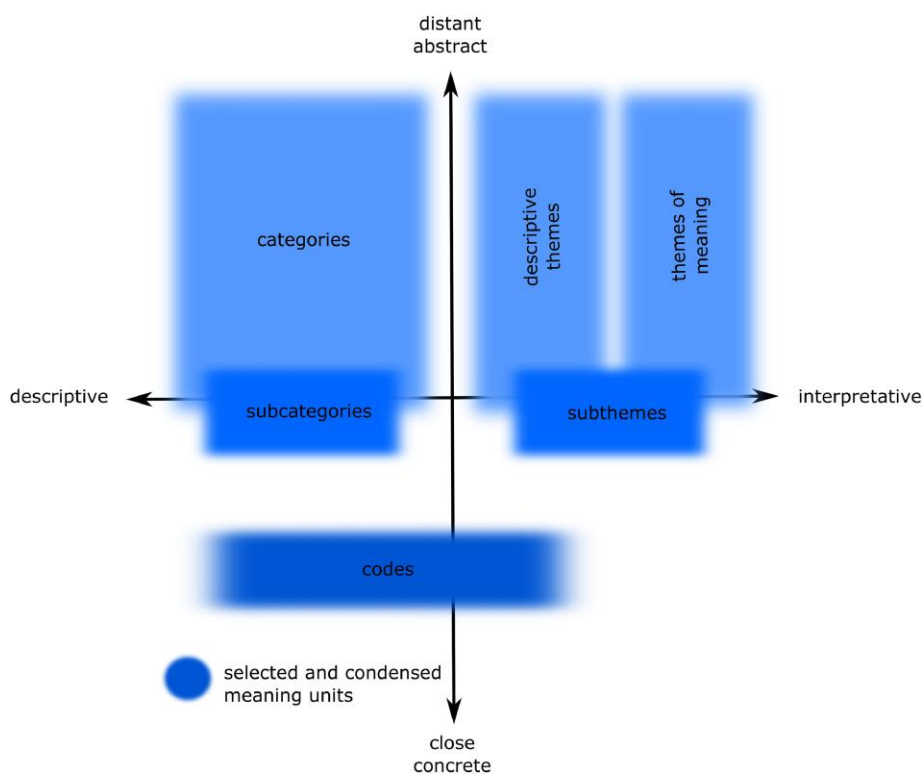 distant
abstract
categories
descriptive
themes
themes of
meaning
descriptive
subcategories
subthemes
interpretative
codes
selected and condensed
meaning units
close
concrete